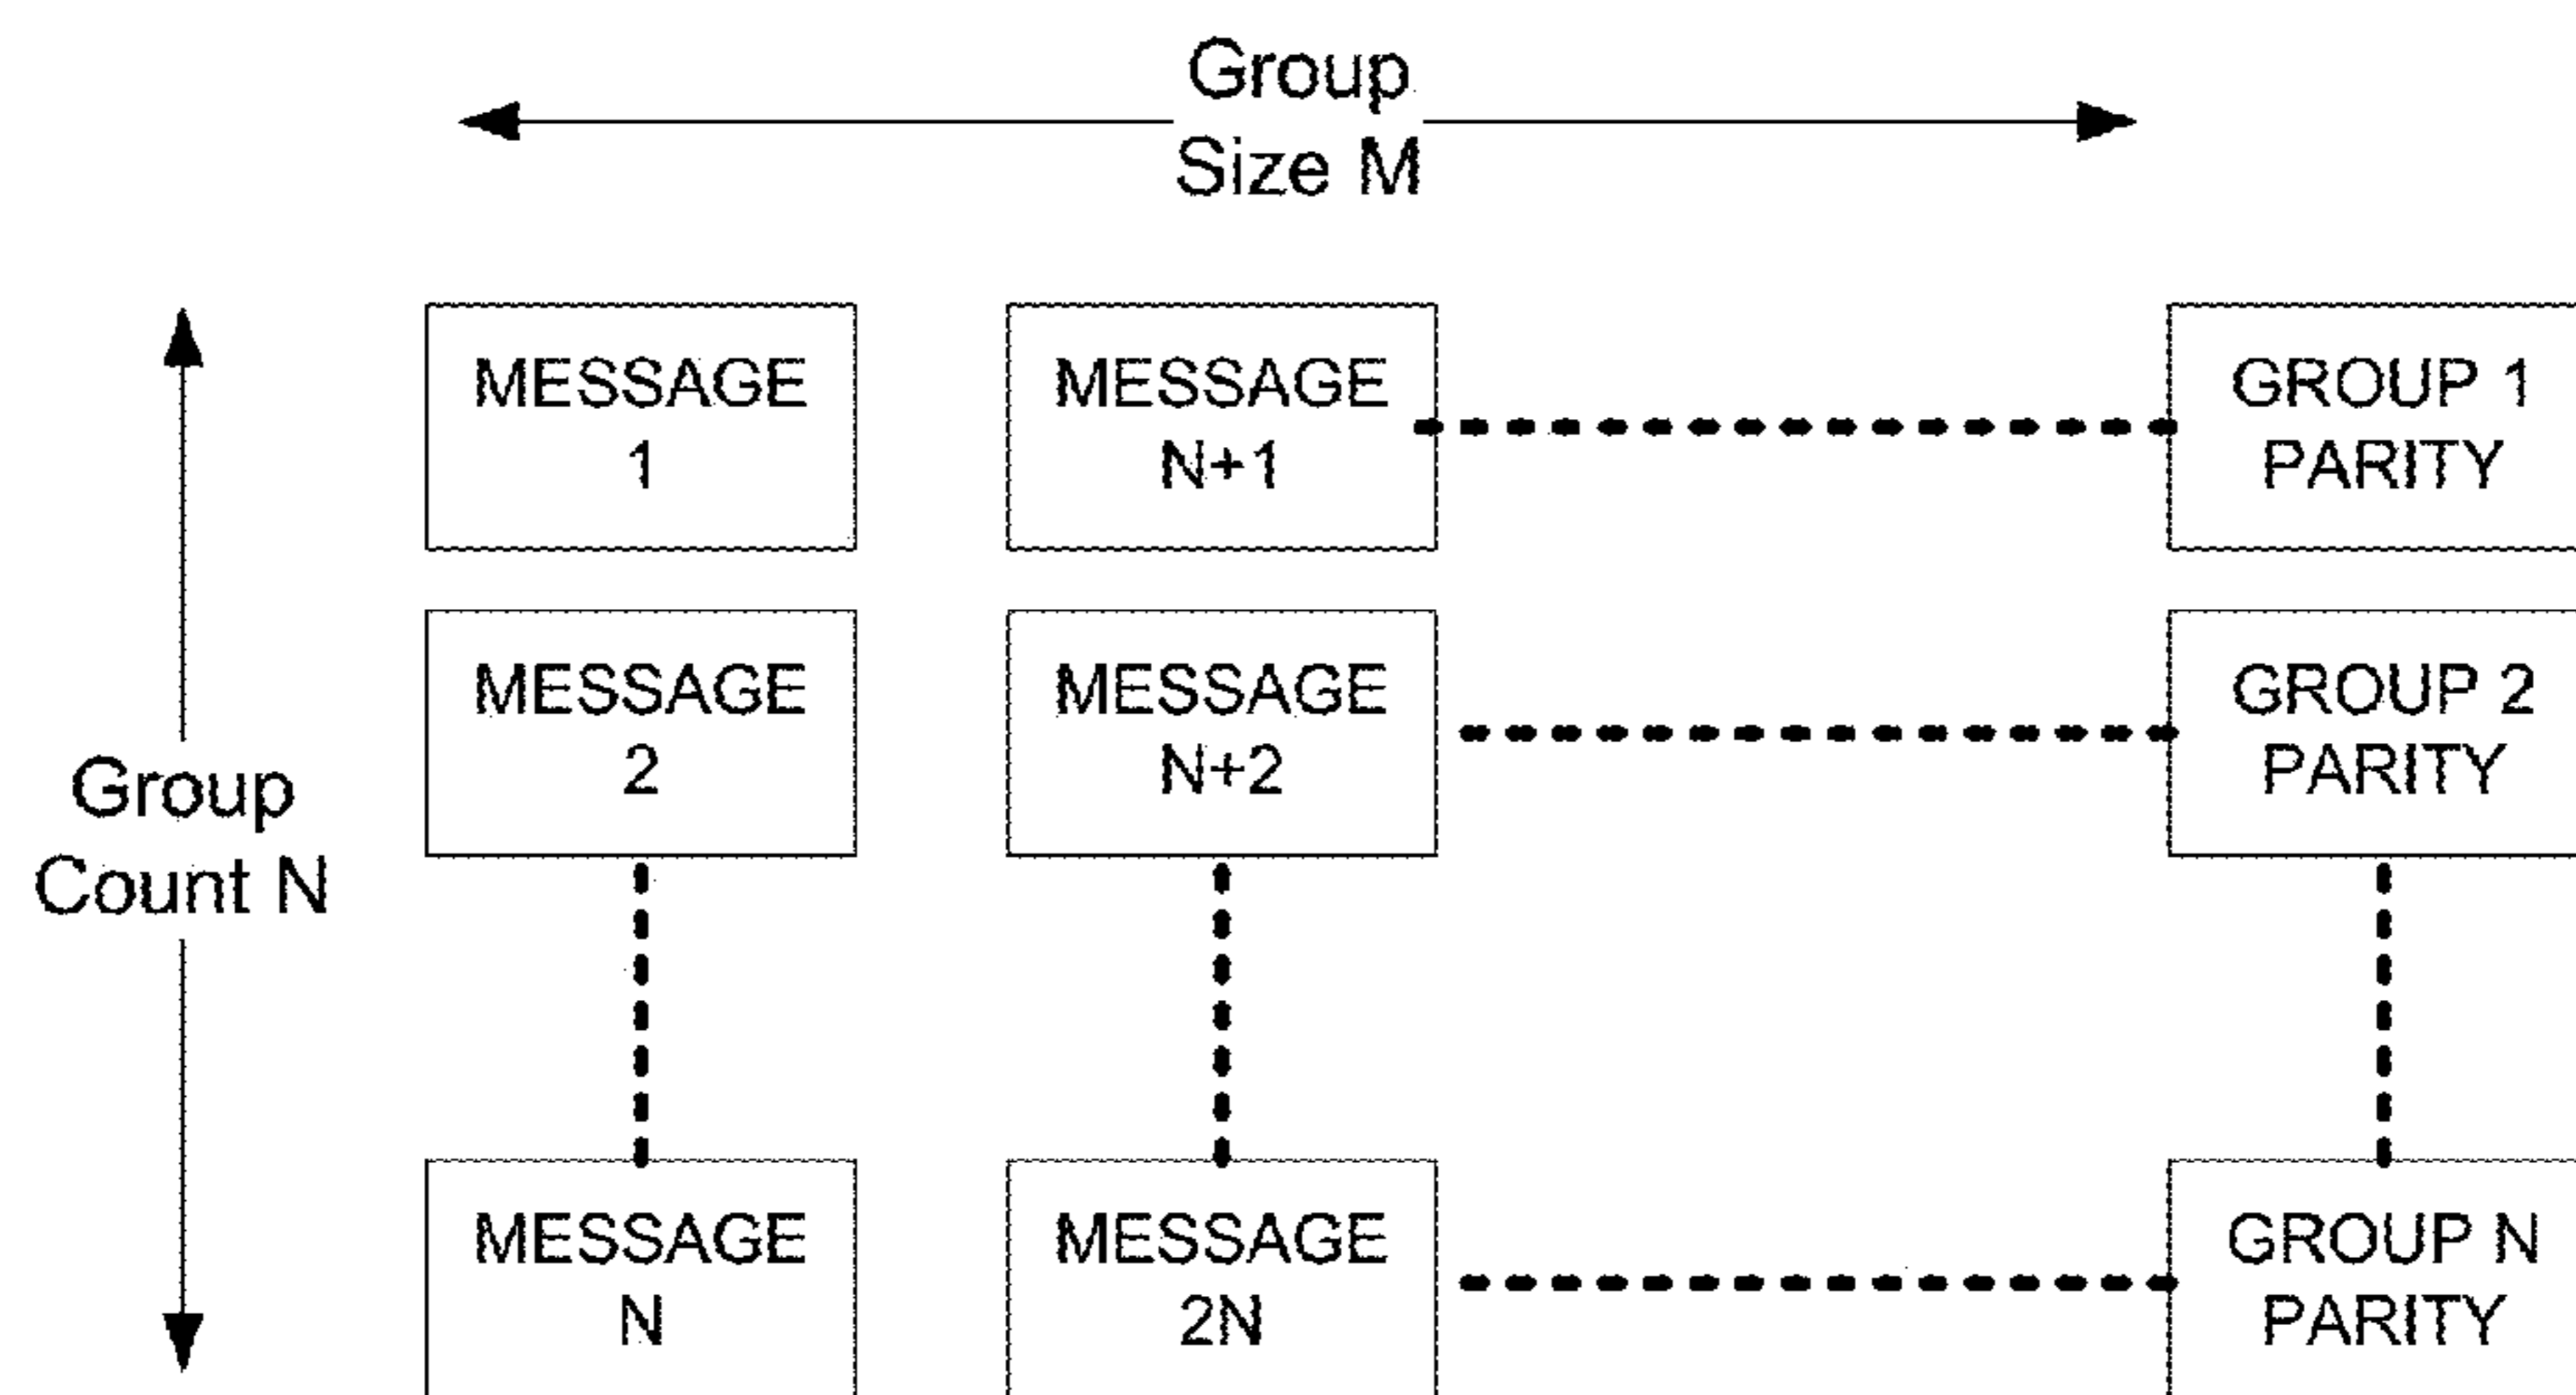 Group
Size M
MESSAGE
1
MESSAGE
N+1
GROUP 1
PARITY
MESSAGE
2
MESSAGE
N+2
GROUP 2
PARITY
Group
Count N
MESSAGE
N
MESSAGE
2N
GROUP N
PARITY